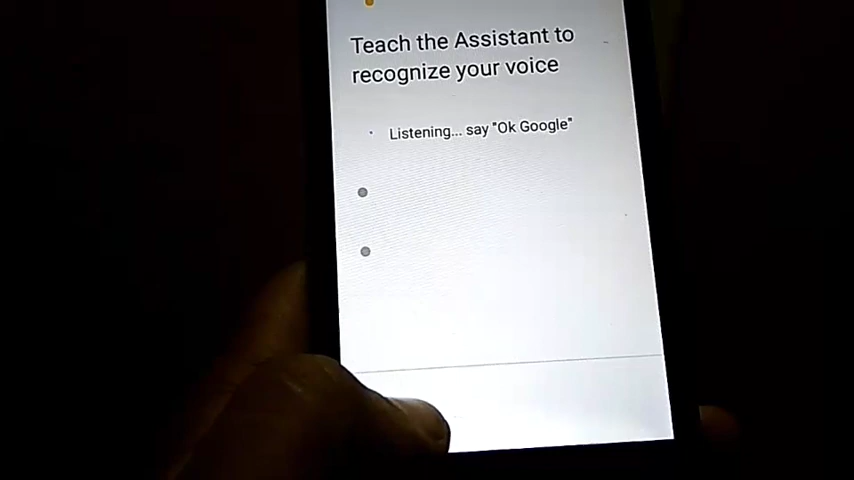 Teach the Assistant to
recognize your voice
Listening... say "Ok Google"